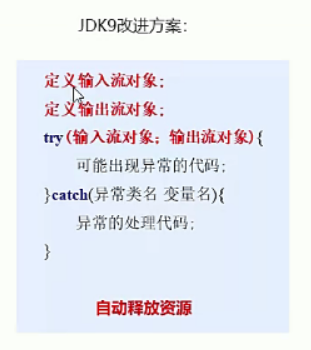 JDK9改进方案：
定义输入流对象；
定义输出流对象；
try(输入流对象；输出流对象){
可能出现异常的代码；
}catch(异常类名 变量名){
异常的处理代码；
}
自动释放资源